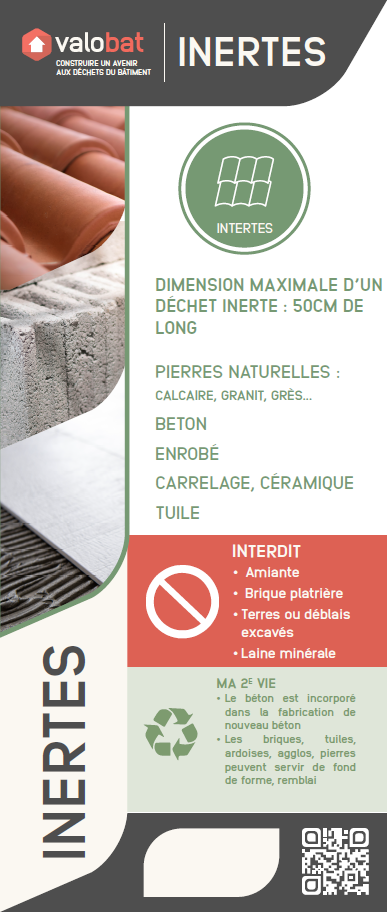 valobat
CONSTRUIRE UN AVENIR
AUX DÉCHETS DU BÂTIMENT
INERTES
INTERTES
DIMENSION MAXIMALE D'UN
DÉCHET INERTE : 50CM DE
LONG
PIERRES NATURELLES :
CALCAIRE, GRANIT, GRÈS...
BETON
ENROBÉ
CARRELAGE, CÉRAMIQUE
TUILE
INTERDIT
• Amiante
• Brique platrière
• Terres ou déblais
excavés
• Laine minérale
MA 2E VIE
• Le béton est incorporé
dans la fabrication de
nouveau béton
• Les briques, tuiles,
ardoises, agglos, pierres
peuvent servir de fond
de forme, remblai
INERTES